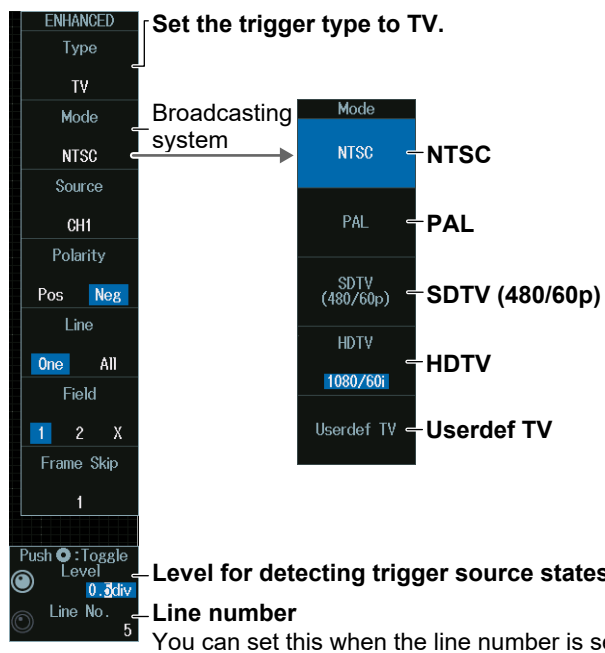 ENHANCED
Set the trigger type to TV.
Type
TV
Mode
Broadcasting
system
NTSC
Source
CH1
Polarity
Pos Neg
Line
One All
Field
1 2 X
Frame Skip
1
Mode
NTSC
NTSC
PAL
PAL
SDTV
(480/60p)
SDTV (480/60p)
HDTV
1080/60i
HDTV
Userdef TV
Userdef TV
Push :Toggle
Level
0.5div
Level for detecting trigger source states
Line No.
5
Line number
You can set this when the line number is se